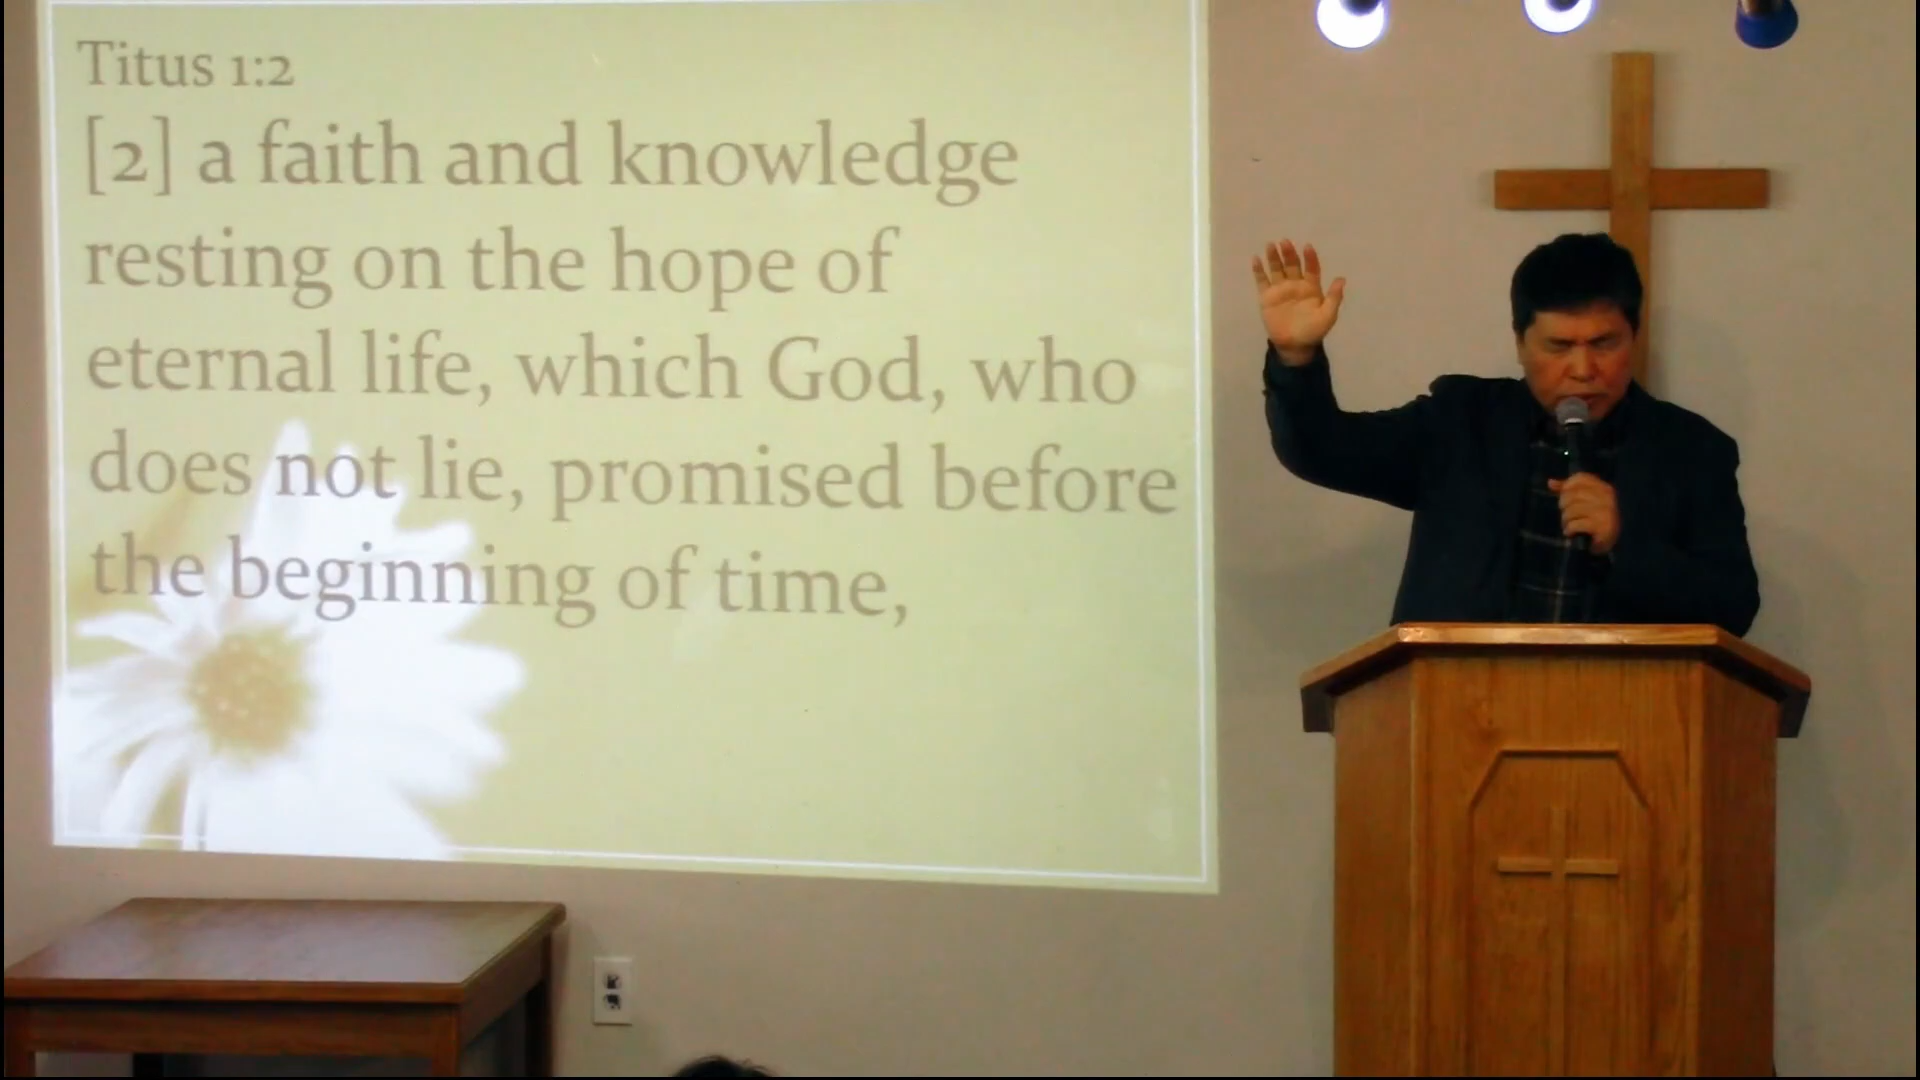 Titus 1:2
[2] a faith and knowledge
resting on the hope of
eternal life, which God, who
does not lie, promised before
the beginning of time,